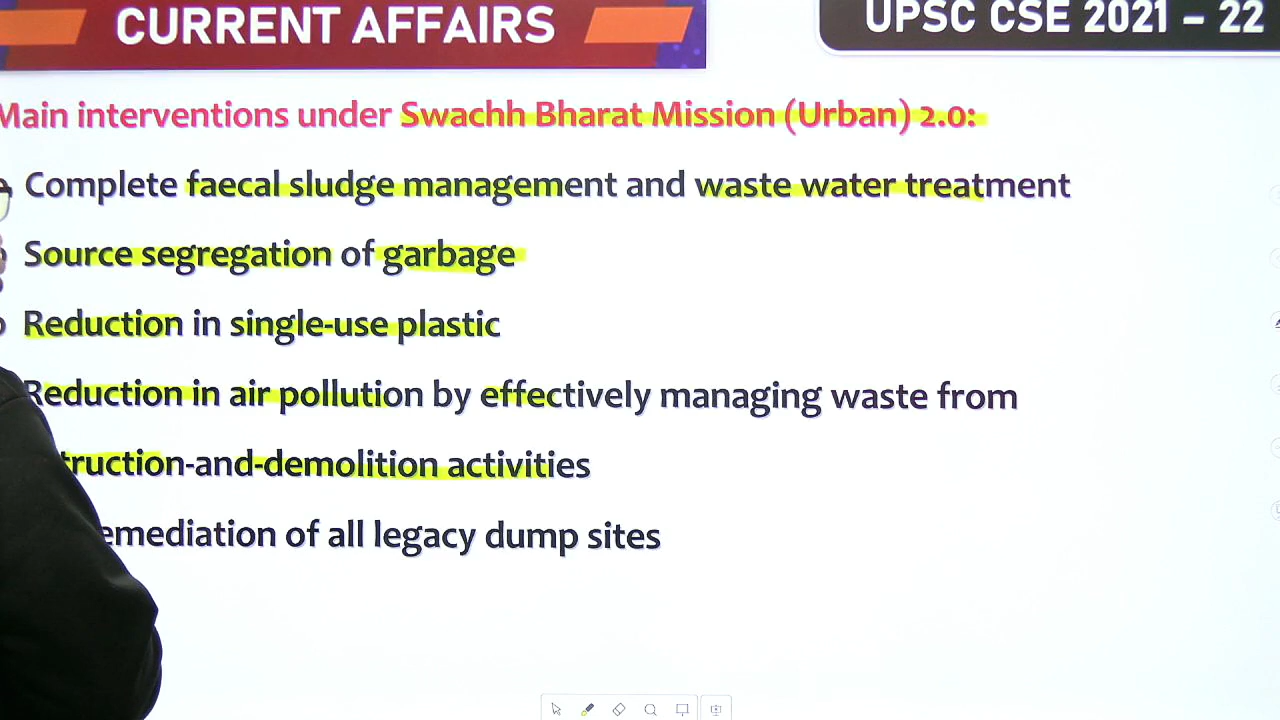 CURRENT AFFAIRS
UPSC CSE 2021 – 22
Main interventions under Swachh Bharat Mission (Urban) 2.0:
Complete faecal sludge management and waste water treatment
Source segregation of garbage
Reduction in single-use plastic
Reduction in air pollution by effectively managing waste from
truction-and-demolition activities
emediation of all legacy dump sites